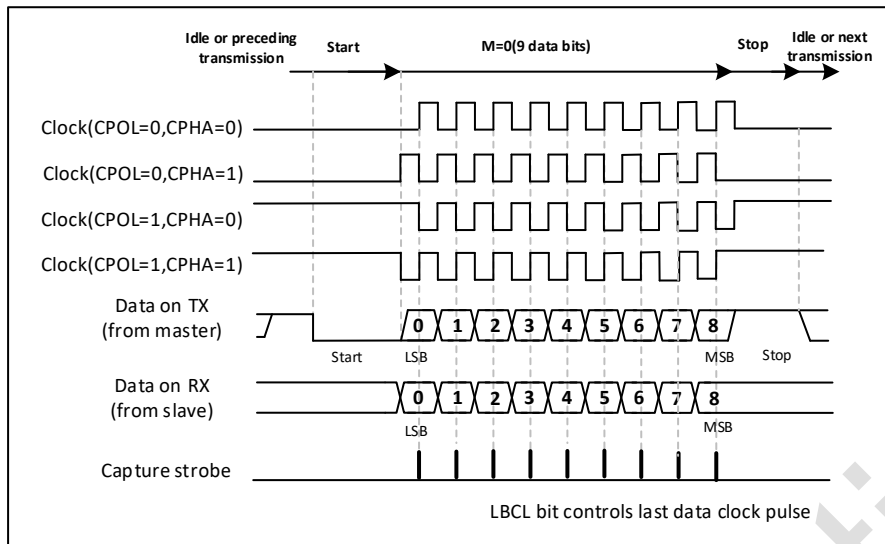 Idle or preceding
transmission
Start
M=0(9 data bits)
Stop
Idle or next
transmission
Clock(CPOL=0,CPHA=0)
Clock(CPOL=0,CPHA=1)
Clock(CPOL=1,CPHA=0)
Clock(CPOL=1,CPHA=1)
Data on TX
(from master)
0 1 2 3 4 5 6 7 8
Start
LSB
MSB
Stop
Data on RX
(from slave)
0 1 2 3 4 5 6 7 8
LSB
MSB
Capture strobe
LBCL bit controls last data clock pulse